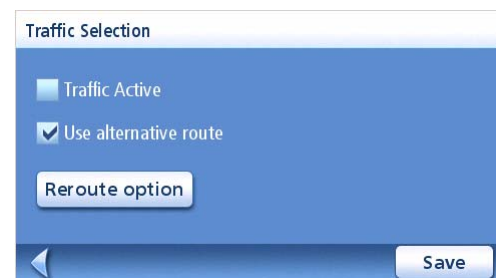 Traffic Selection
Traffic Active
Use alternative route
Reroute option
Save